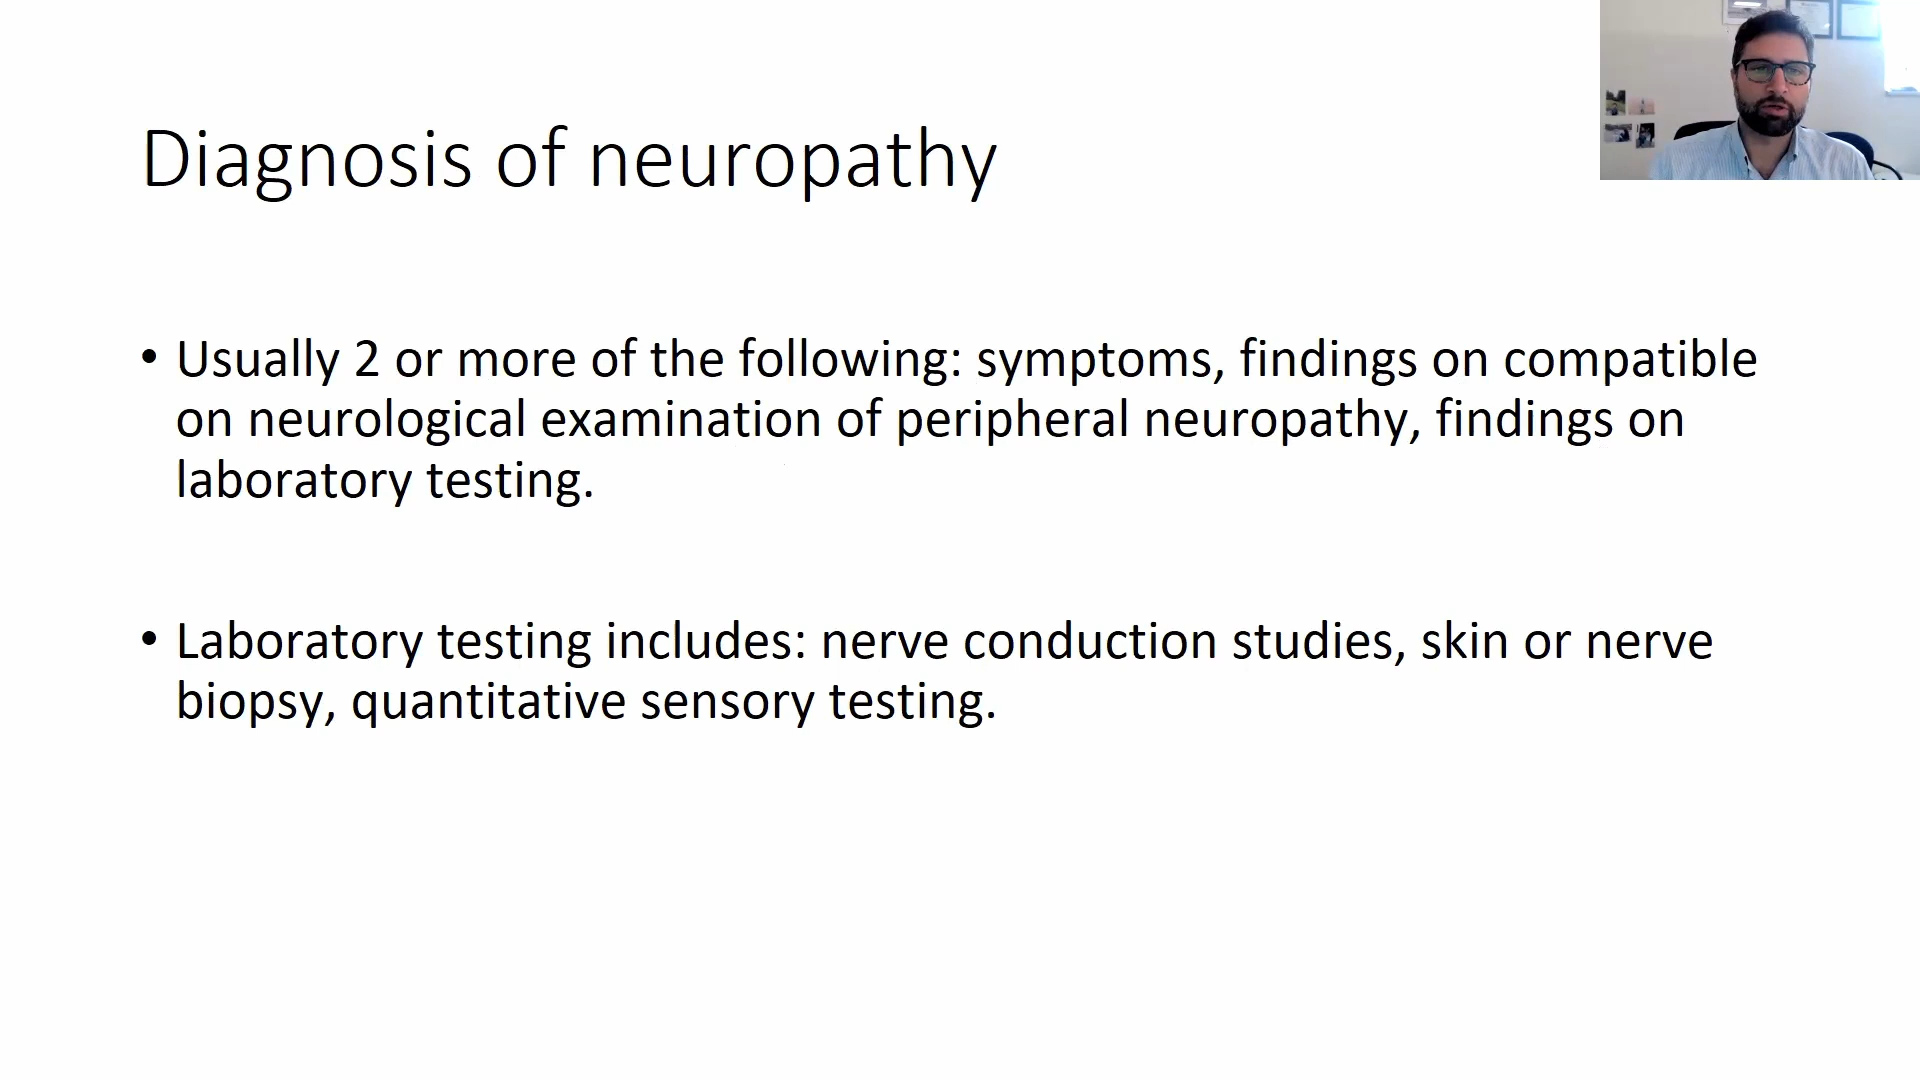 Diagnosis of neuropathy
• Usually 2 or more of the following: symptoms, findings on compatible
on neurological examination of peripheral neuropathy, findings on
laboratory testing.
• Laboratory testing includes: nerve conduction studies, skin or nerve
biopsy, quantitative sensory testing.